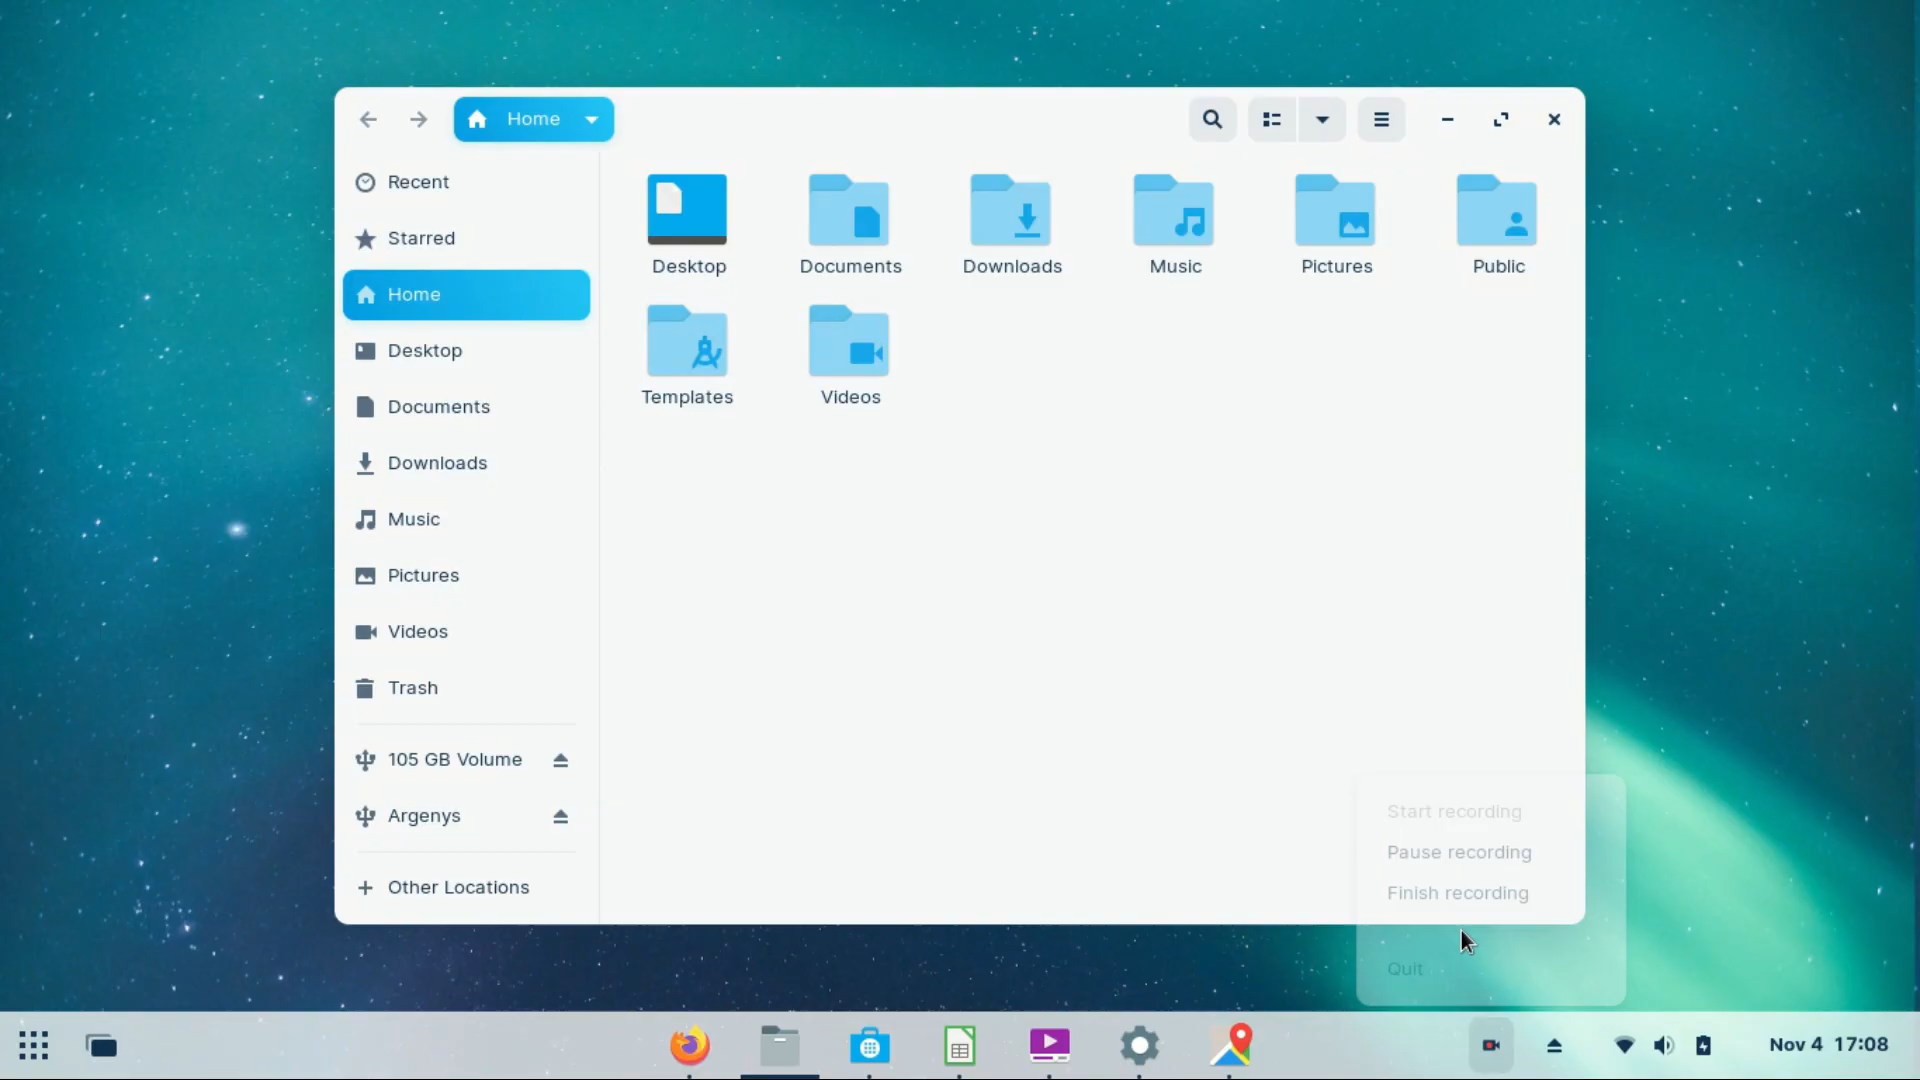 Home
Recent
Starred
Home
Desktop
Documents
Downloads
Music
Pictures
Videos
Trash
105 GB Volume
Argenys
Other Locations
Desktop
Documents
Downloads
Music
Pictures
Public
Templates
Videos
Start recording
Pause recording
Finish recording
Quit
Nov 4 17:08